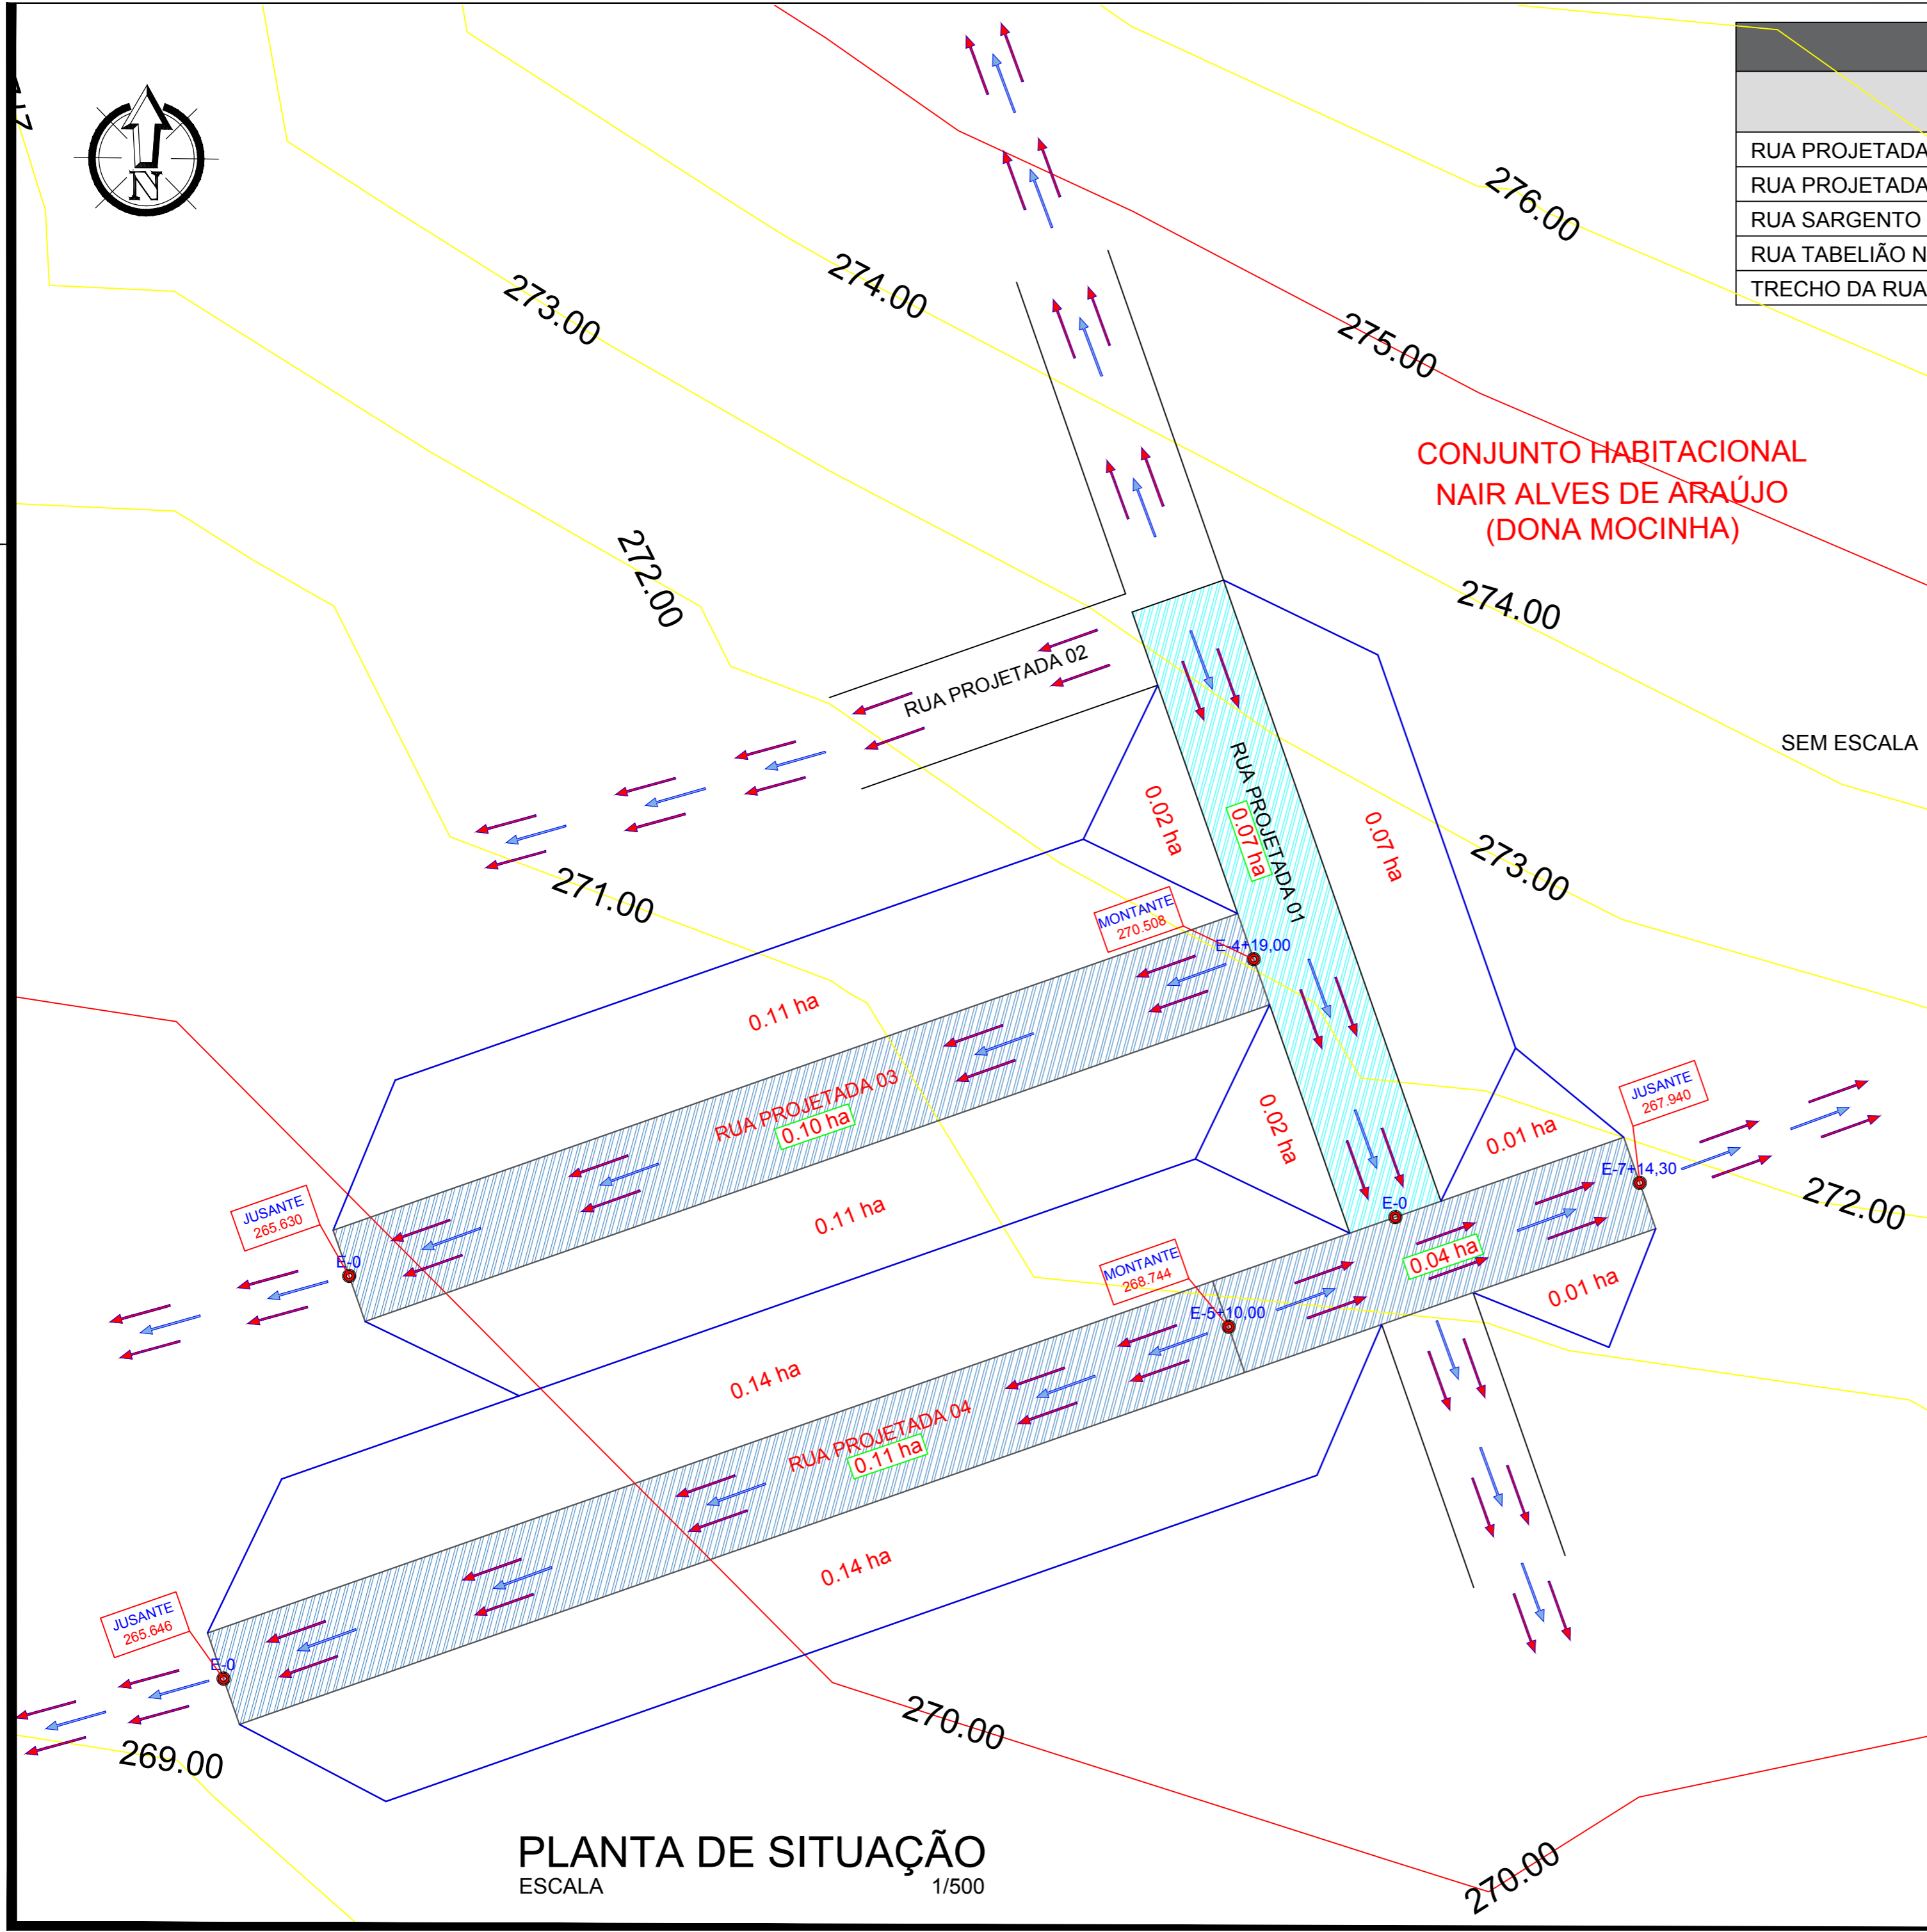 RUA PROJETADA
RUA PROJETADA
RUA SARGENTO
RUA TABELIÃO N
TRECHO DA RUA
N
276.00
274.00
273.00
275.00
CONJUNTO HABITACIONAL
NAIR ALVES DE ARAÚJO
(DONA MOCINHA)
272.00
274.00
RUA PROJETADA 02
SEM ESCALA
RUA PROJETADA 01
0.02 ha
0.07 ha
0.07 ha
273.00
271.00
MONTANTE
270.508
E-4+19,00
0.11 ha
RUA PROJETADA 03
0.10 ha
JUSANTE
267.940
0.02 ha
0.01 ha
E-7+14,30
272.00
JUSANTE
265.630
E-0
0.11 ha
E-0
0.04 ha
MONTANTE
268.744
E-5+10,00
0.01 ha
0.14 ha
RUA PROJETADA 04
0.11 ha
0.14 ha
JUSANTE
265.646
E-0
270.00
269.00
PLANTA DE SITUAÇÃO
ESCALA 1/500
270.00